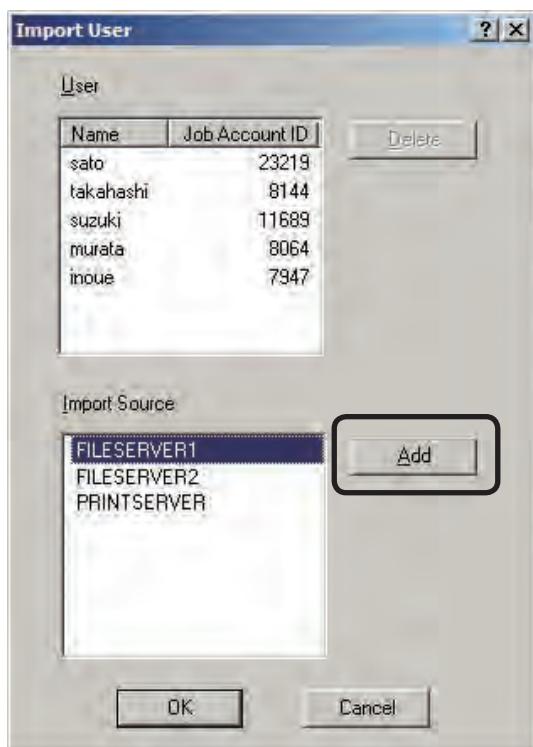 Import User
User
Name Job Account ID
Delete
sato 23219
takahashi 8144
suzuki 11689
murata 8064
inoue 7947
Import Source
FILESERVER1
Add
FILESERVER2
PRINTSERVER
OK Cancel